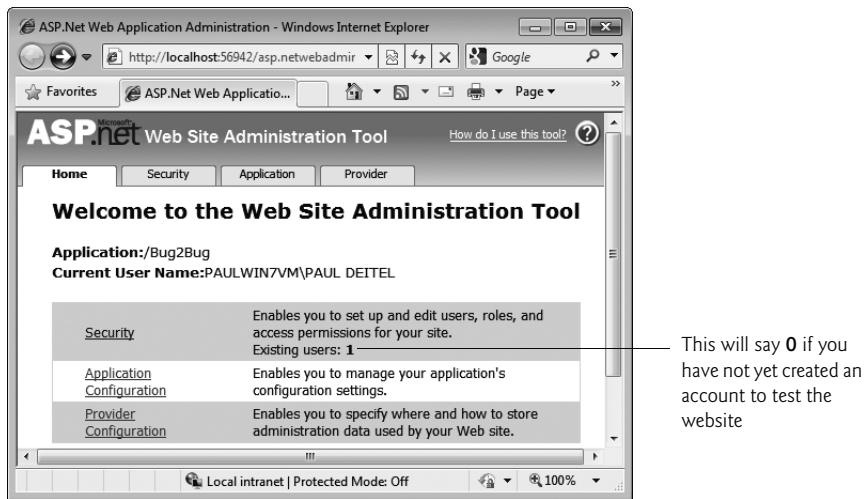 ASP.Net Web Application Administration - Windows Internet Explorer
http://localhost:56942/asp.netwebadmir
Google
Favorites
ASP.Net Web Applicatio...
Page
»
Microsoft
ASP.net Web Site Administration Tool
How do I use this tool? ?
Home Security Application Provider
Welcome to the Web Site Administration Tool
Application:/Bug2Bug
Current User Name:PAULWIN7VM\PAUL DEITEL
Security
Enables you to set up and edit users, roles, and
access permissions for your site.
Existing users: 1
Application
Configuration
Enables you to manage your application's
configuration settings.
Provider
Configuration
Enables you to specify where and how to store
administration data used by your Web site.
Local intranet | Protected Mode: Off
100%
This will say 0 if you
have not yet created an
account to test the
website